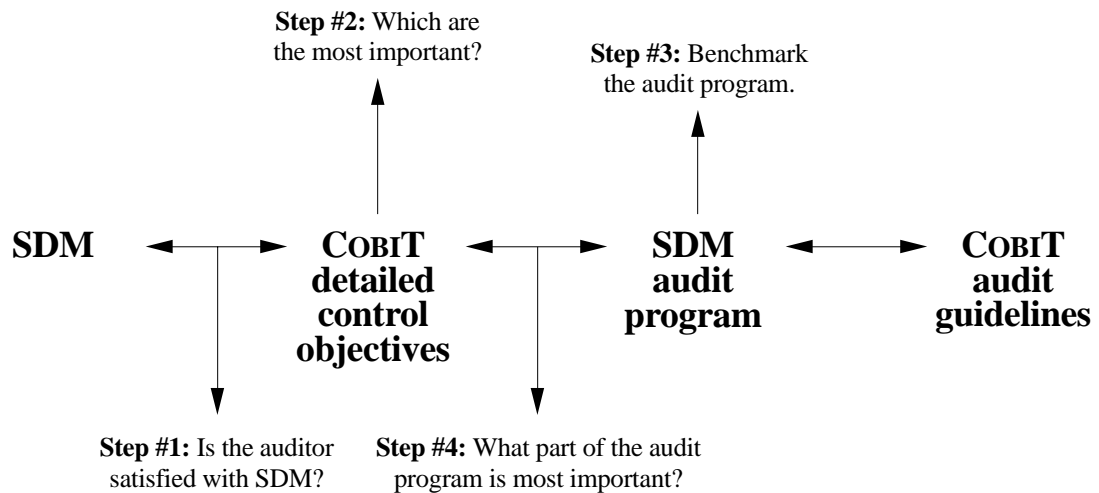 Step #2: Which are
the most important?
Step #3: Benchmark
the audit program.
SDM
COBIT
detailed
control
objectives
SDM
audit
program
COBIT
audit
guidelines
Step #1: Is the auditor
satisfied with SDM?
Step #4: What part of the audit
program is most important?